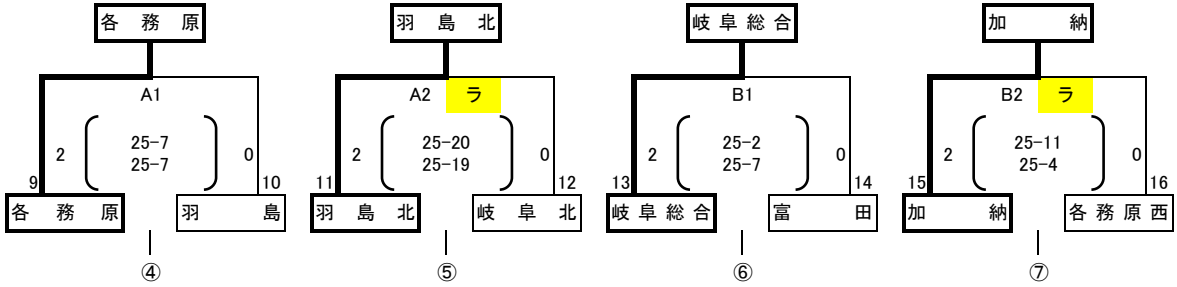 各務原 羽島北 岐阜総合 加納
A1 A2 ラ B1 B2 ラ
25-7 25-20 25-2 25-11
2 0 2 0 2 0 2 0
25-7 25-19 25-7 25-4
9 10 11 12 13 14 15 16
各務原 羽島 羽島北 岐阜北 岐阜総合 富田 加納 各務原西
④ ⑤ ⑥ ⑦